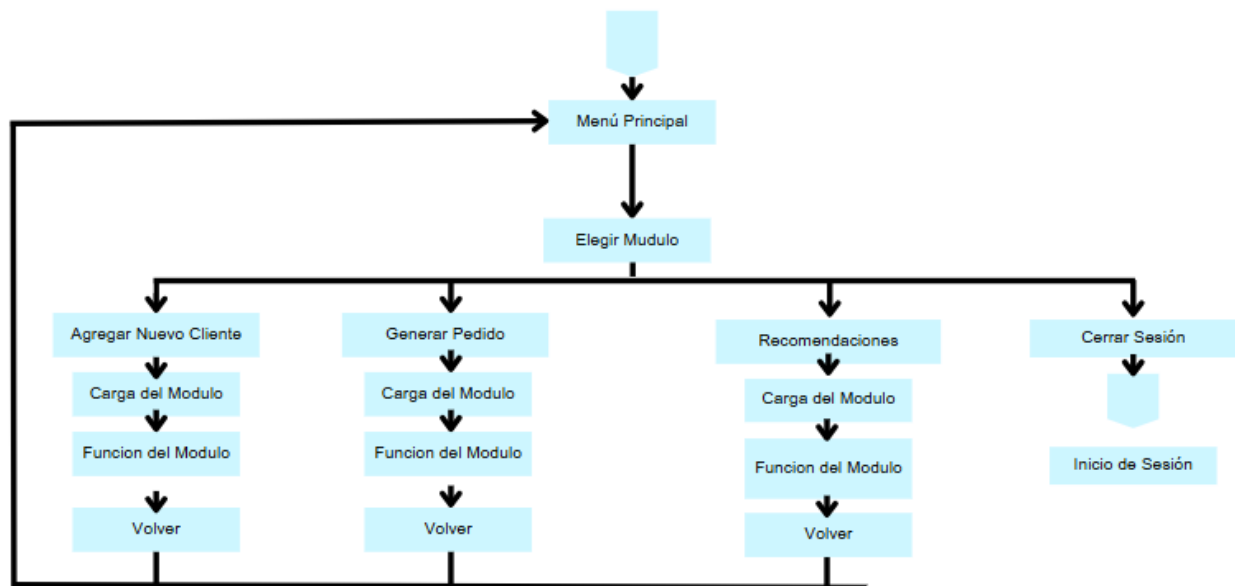 Menú Principal
Elegir Mudulo
Agregar Nuevo Cliente
Generar Pedido
Recomendaciones
Cerrar Sesión
Carga del Modulo
Carga del Modulo
Carga del Modulo
Funcion del Modulo
Funcion del Modulo
Funcion del Modulo
Inicio de Sesión
Volver
Volver
Volver